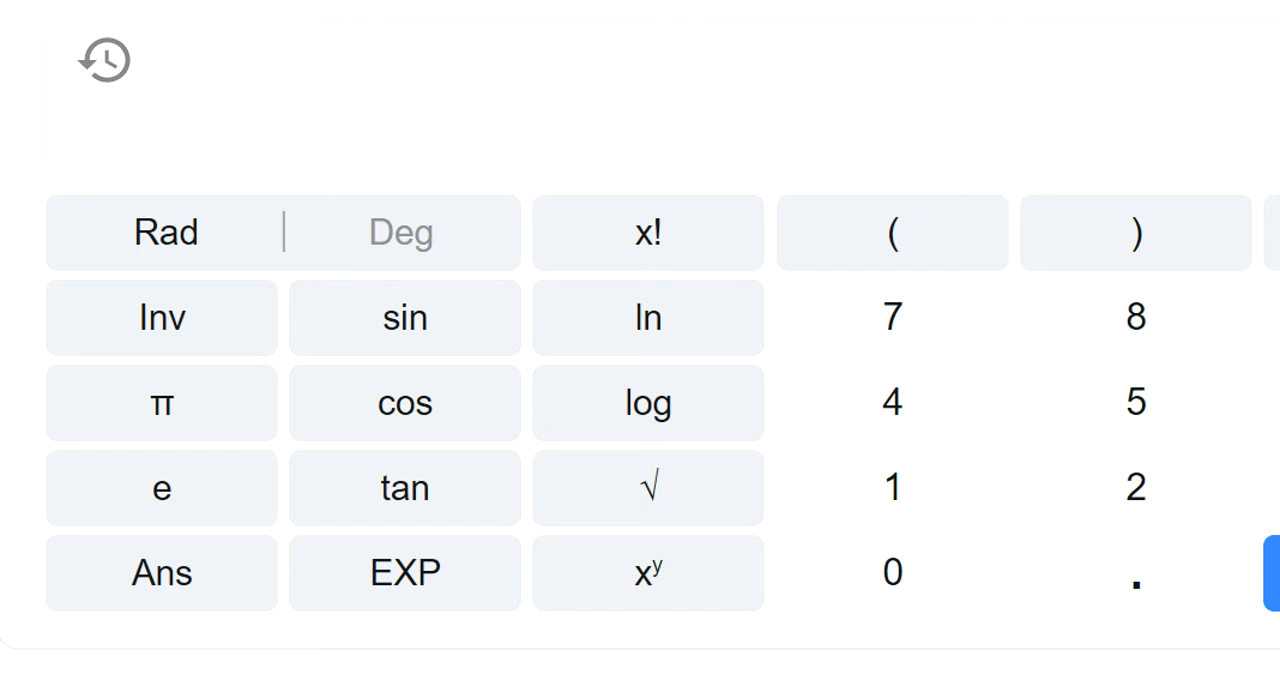 Rad | Deg x! ( )
Inv sin ln 7 8
π cos log 4 5
e tan √ 1 2
Ans EXP xʸ 0 .